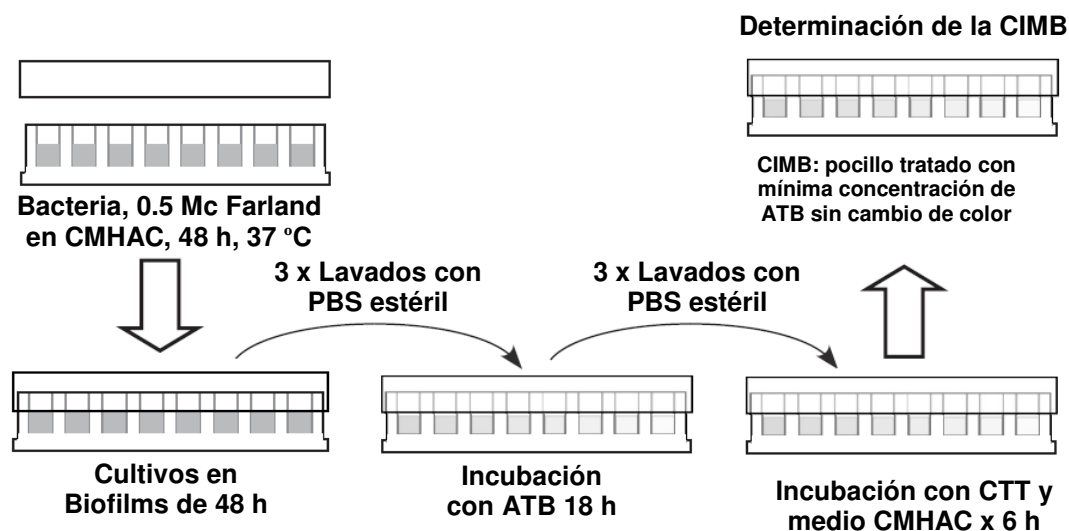 Determinación de la CIMB
Bacteria, 0.5 Mc Farland
en CMHAC, 48 h, 37 ºC
CIMB: pocillo tratado con
mínima concentración de
ATB sin cambio de color
3 x Lavados con
PBS estéril
3 x Lavados con
PBS estéril
Cultivos en
Biofilms de 48 h
Incubación
con ATB 18 h
Incubación con CTT y
medio CMHAC x 6 h